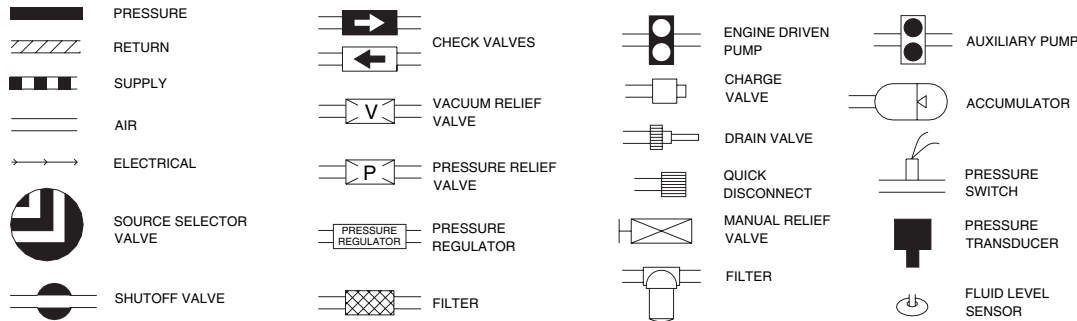 PRESSURE
RETURN
SUPPLY
AIR
ELECTRICAL
SOURCE SELECTOR
VALVE
SHUTOFF VALVE
CHECK VALVES
V
VACUUM RELIEF
VALVE
P
PRESSURE RELIEF
VALVE
PRESSURE
REGULATOR
PRESSURE
REGULATOR
FILTER
ENGINE DRIVEN
PUMP
CHARGE
VALVE
DRAIN VALVE
QUICK
DISCONNECT
MANUAL RELIEF
VALVE
FILTER
AUXILIARY PUMP
ACCUMULATOR
PRESSURE
SWITCH
PRESSURE
TRANSDUCER
FLUID LEVEL
SENSOR